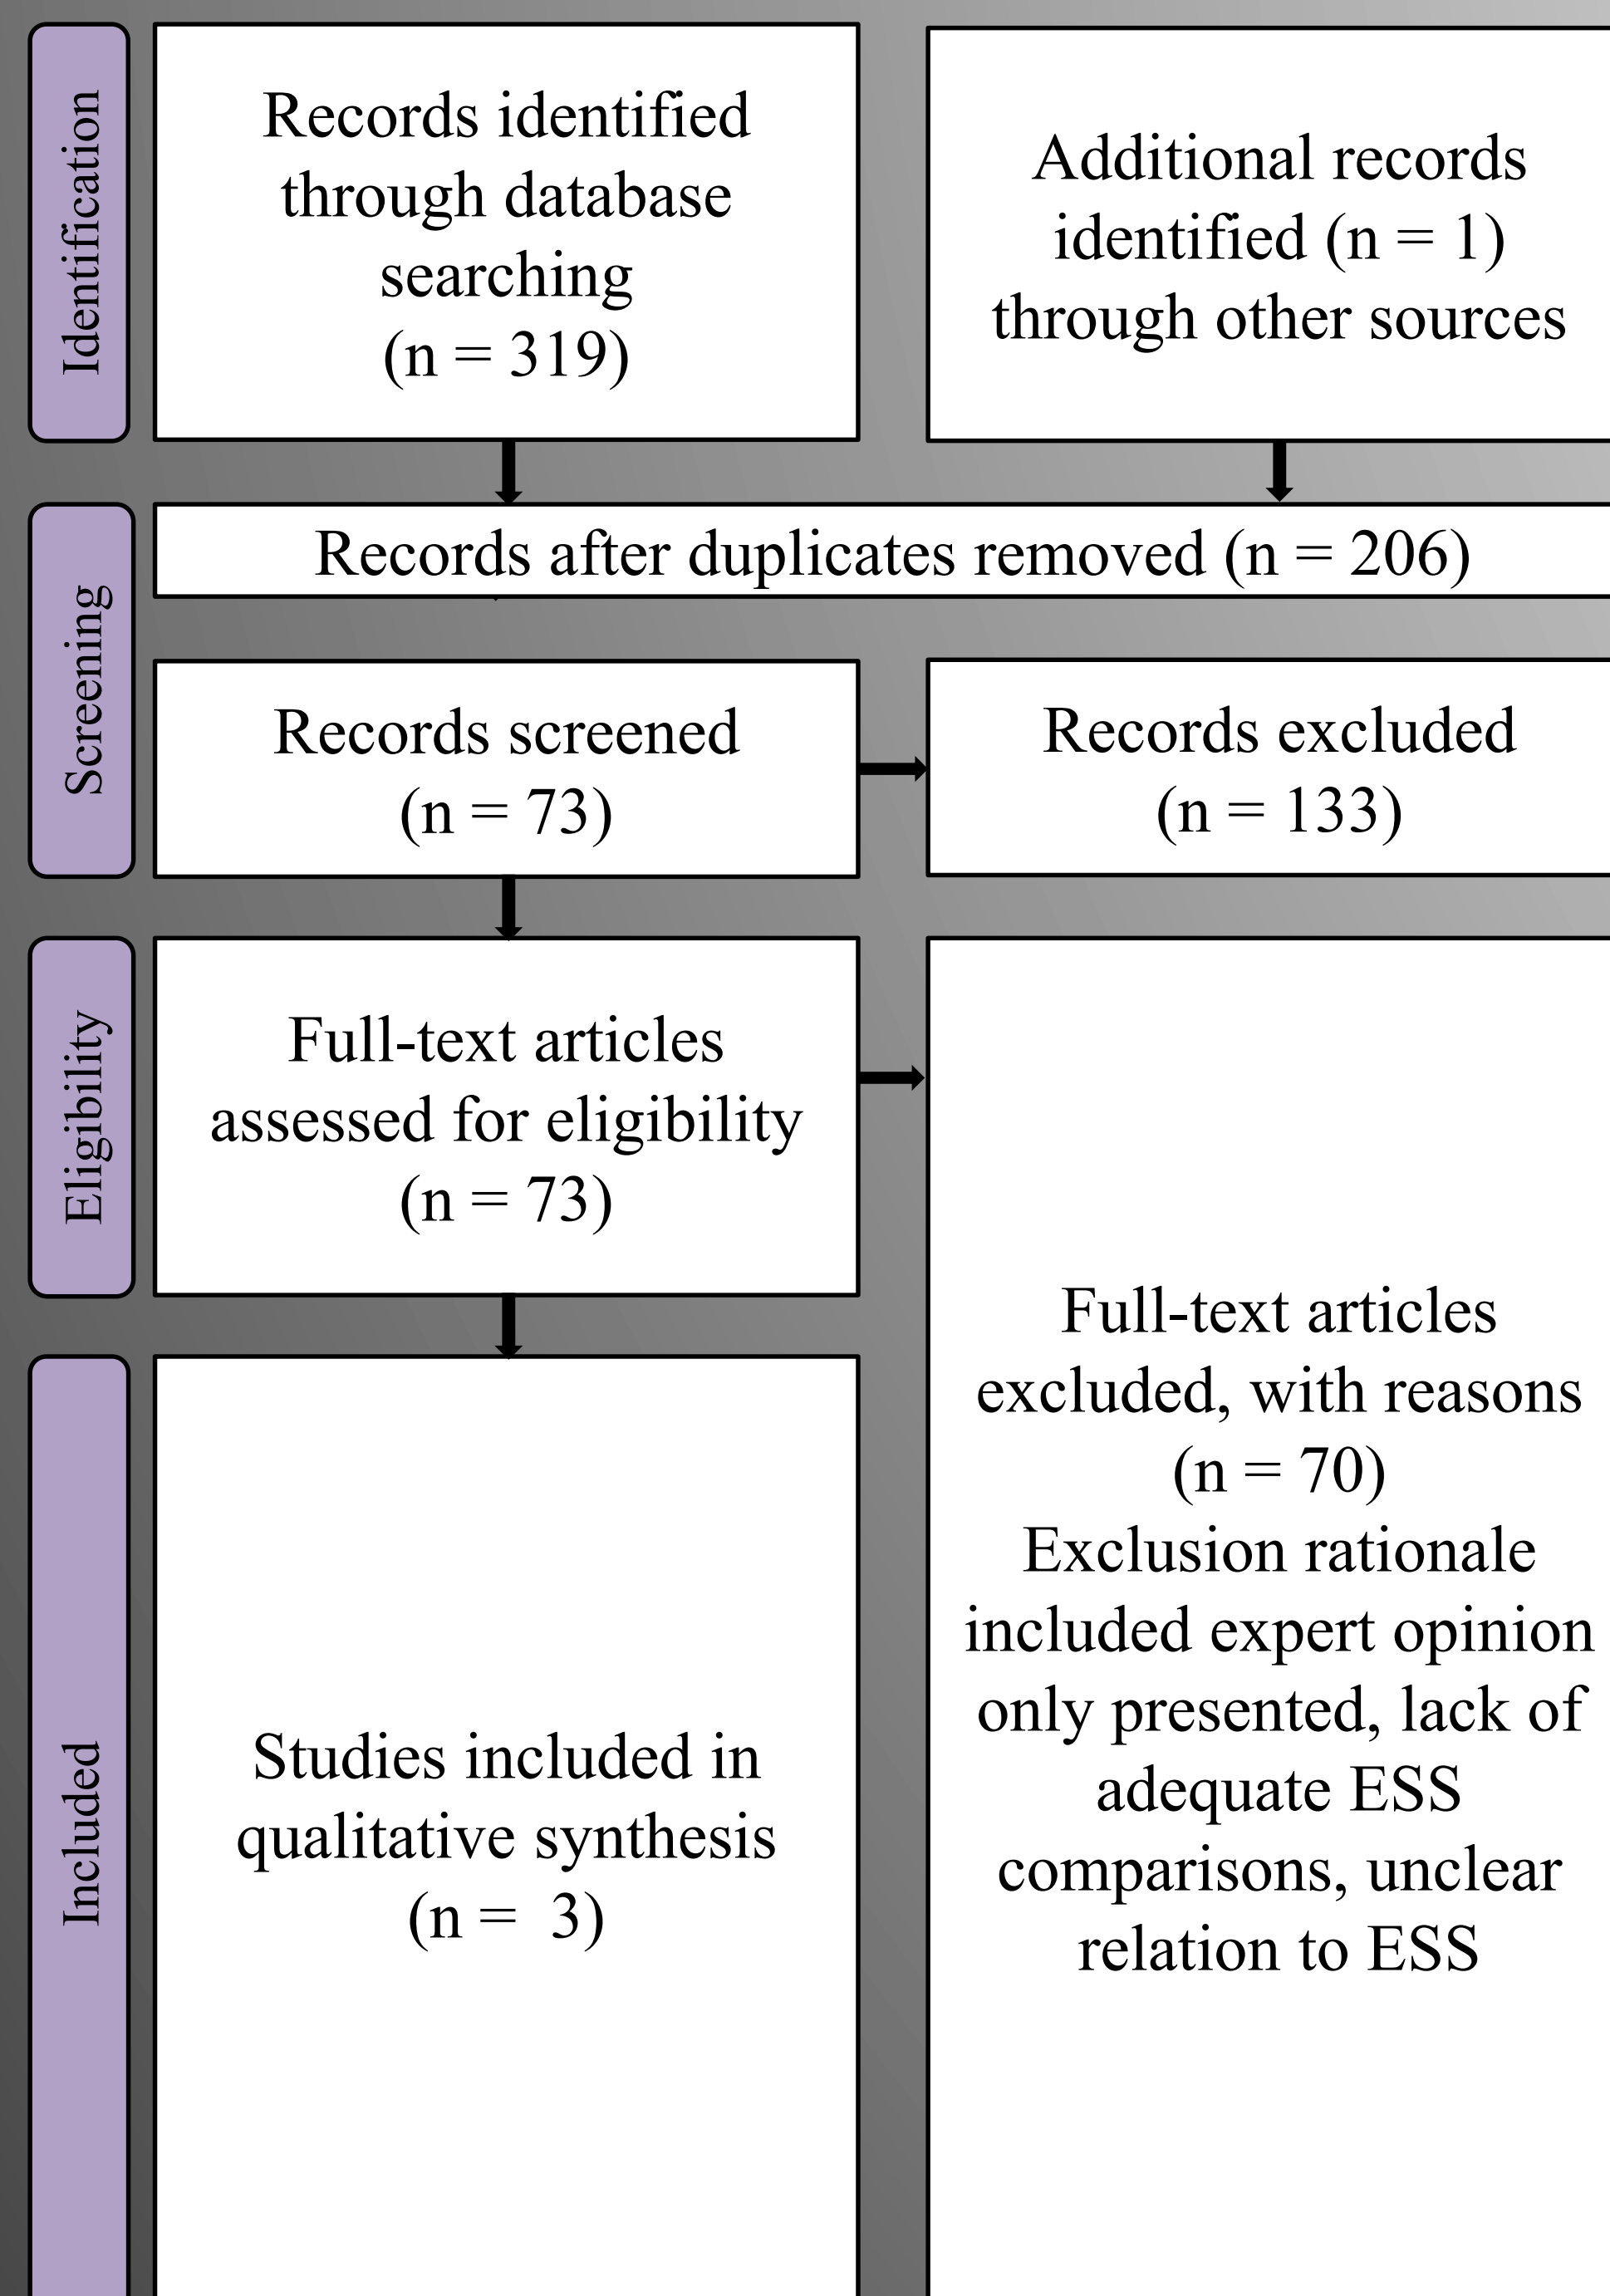 Identification
Records identified
through database
searching
(n = 319)
Additional records
identified (n = 1)
through other sources
Screening
Records after duplicates removed (n = 206)
Records screened
(n = 73)
Records excluded
(n = 133)
Eligibility
Full-text articles
assessed for eligibility
(n = 73)
Full-text articles
excluded, with reasons
(n = 70)
Exclusion rationale
included expert opinion
only presented, lack of
adequate ESS
comparisons, unclear
relation to ESS
Included
Studies included in
qualitative synthesis
(n =  3)